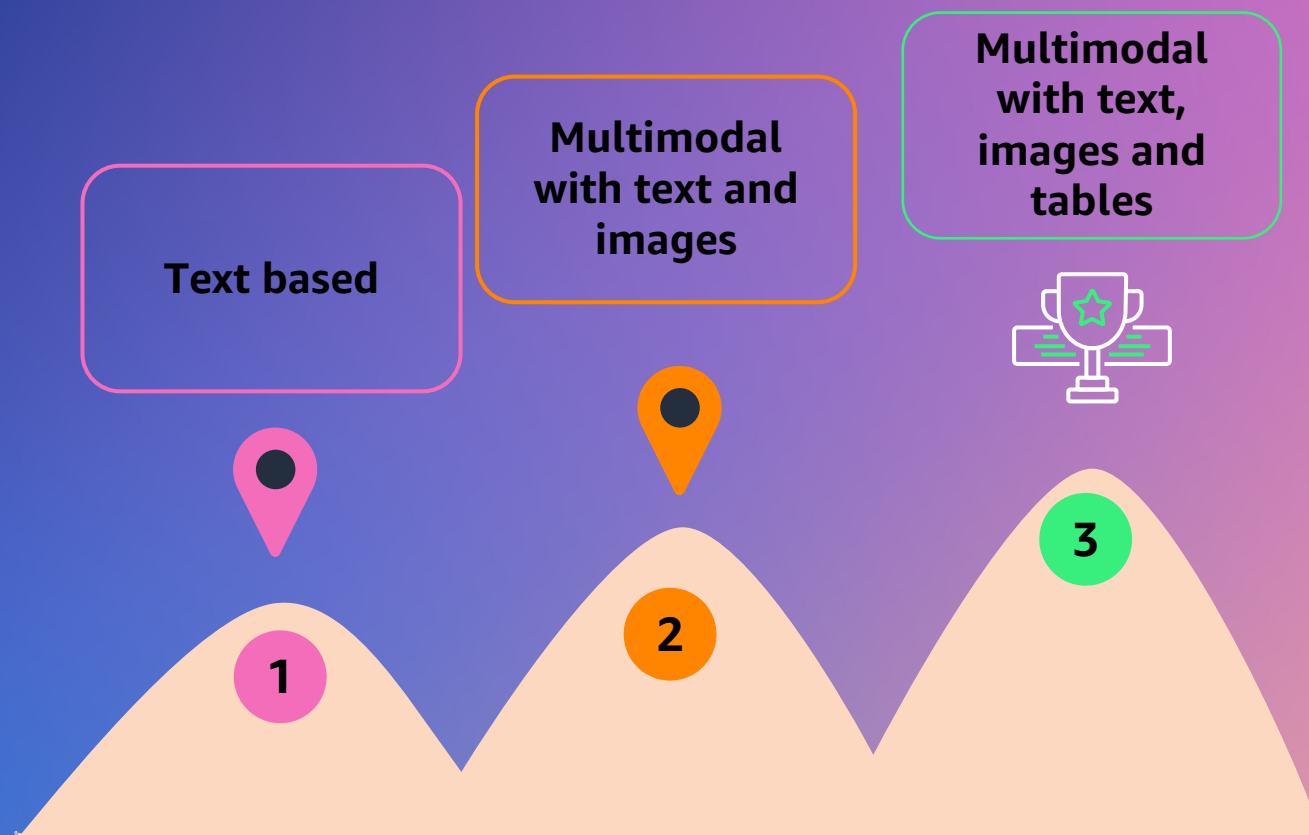 Text based
1
Multimodal
with text and
images
2
Multimodal
with text,
images and
tables
3